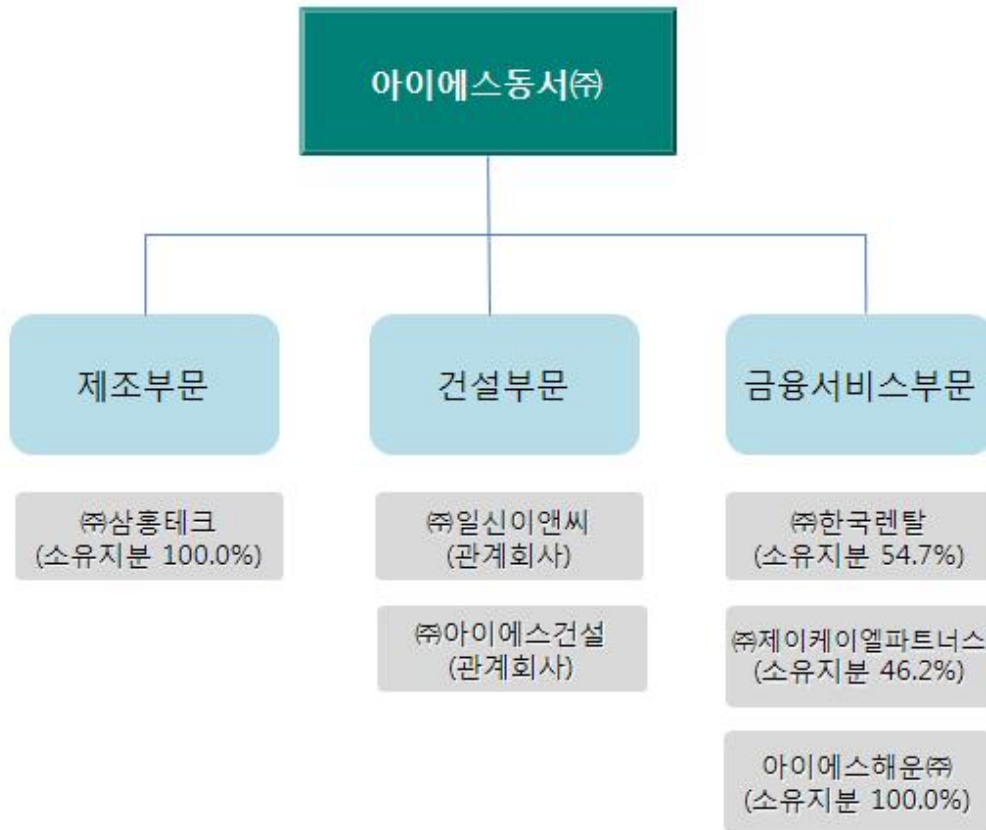 아이에스동서㈜
제조부문
건설부문
금융서비스부문
㈜삼홍테크
(소유지분 100.0%)
㈜일신이앤씨
(관계회사)
㈜아이에스건설
(관계회사)
㈜한국렌탈
(소유지분 54.7%)
㈜제이케이엘파트너스
(소유지분 46.2%)
아이에스해운㈜
(소유지분 100.0%)